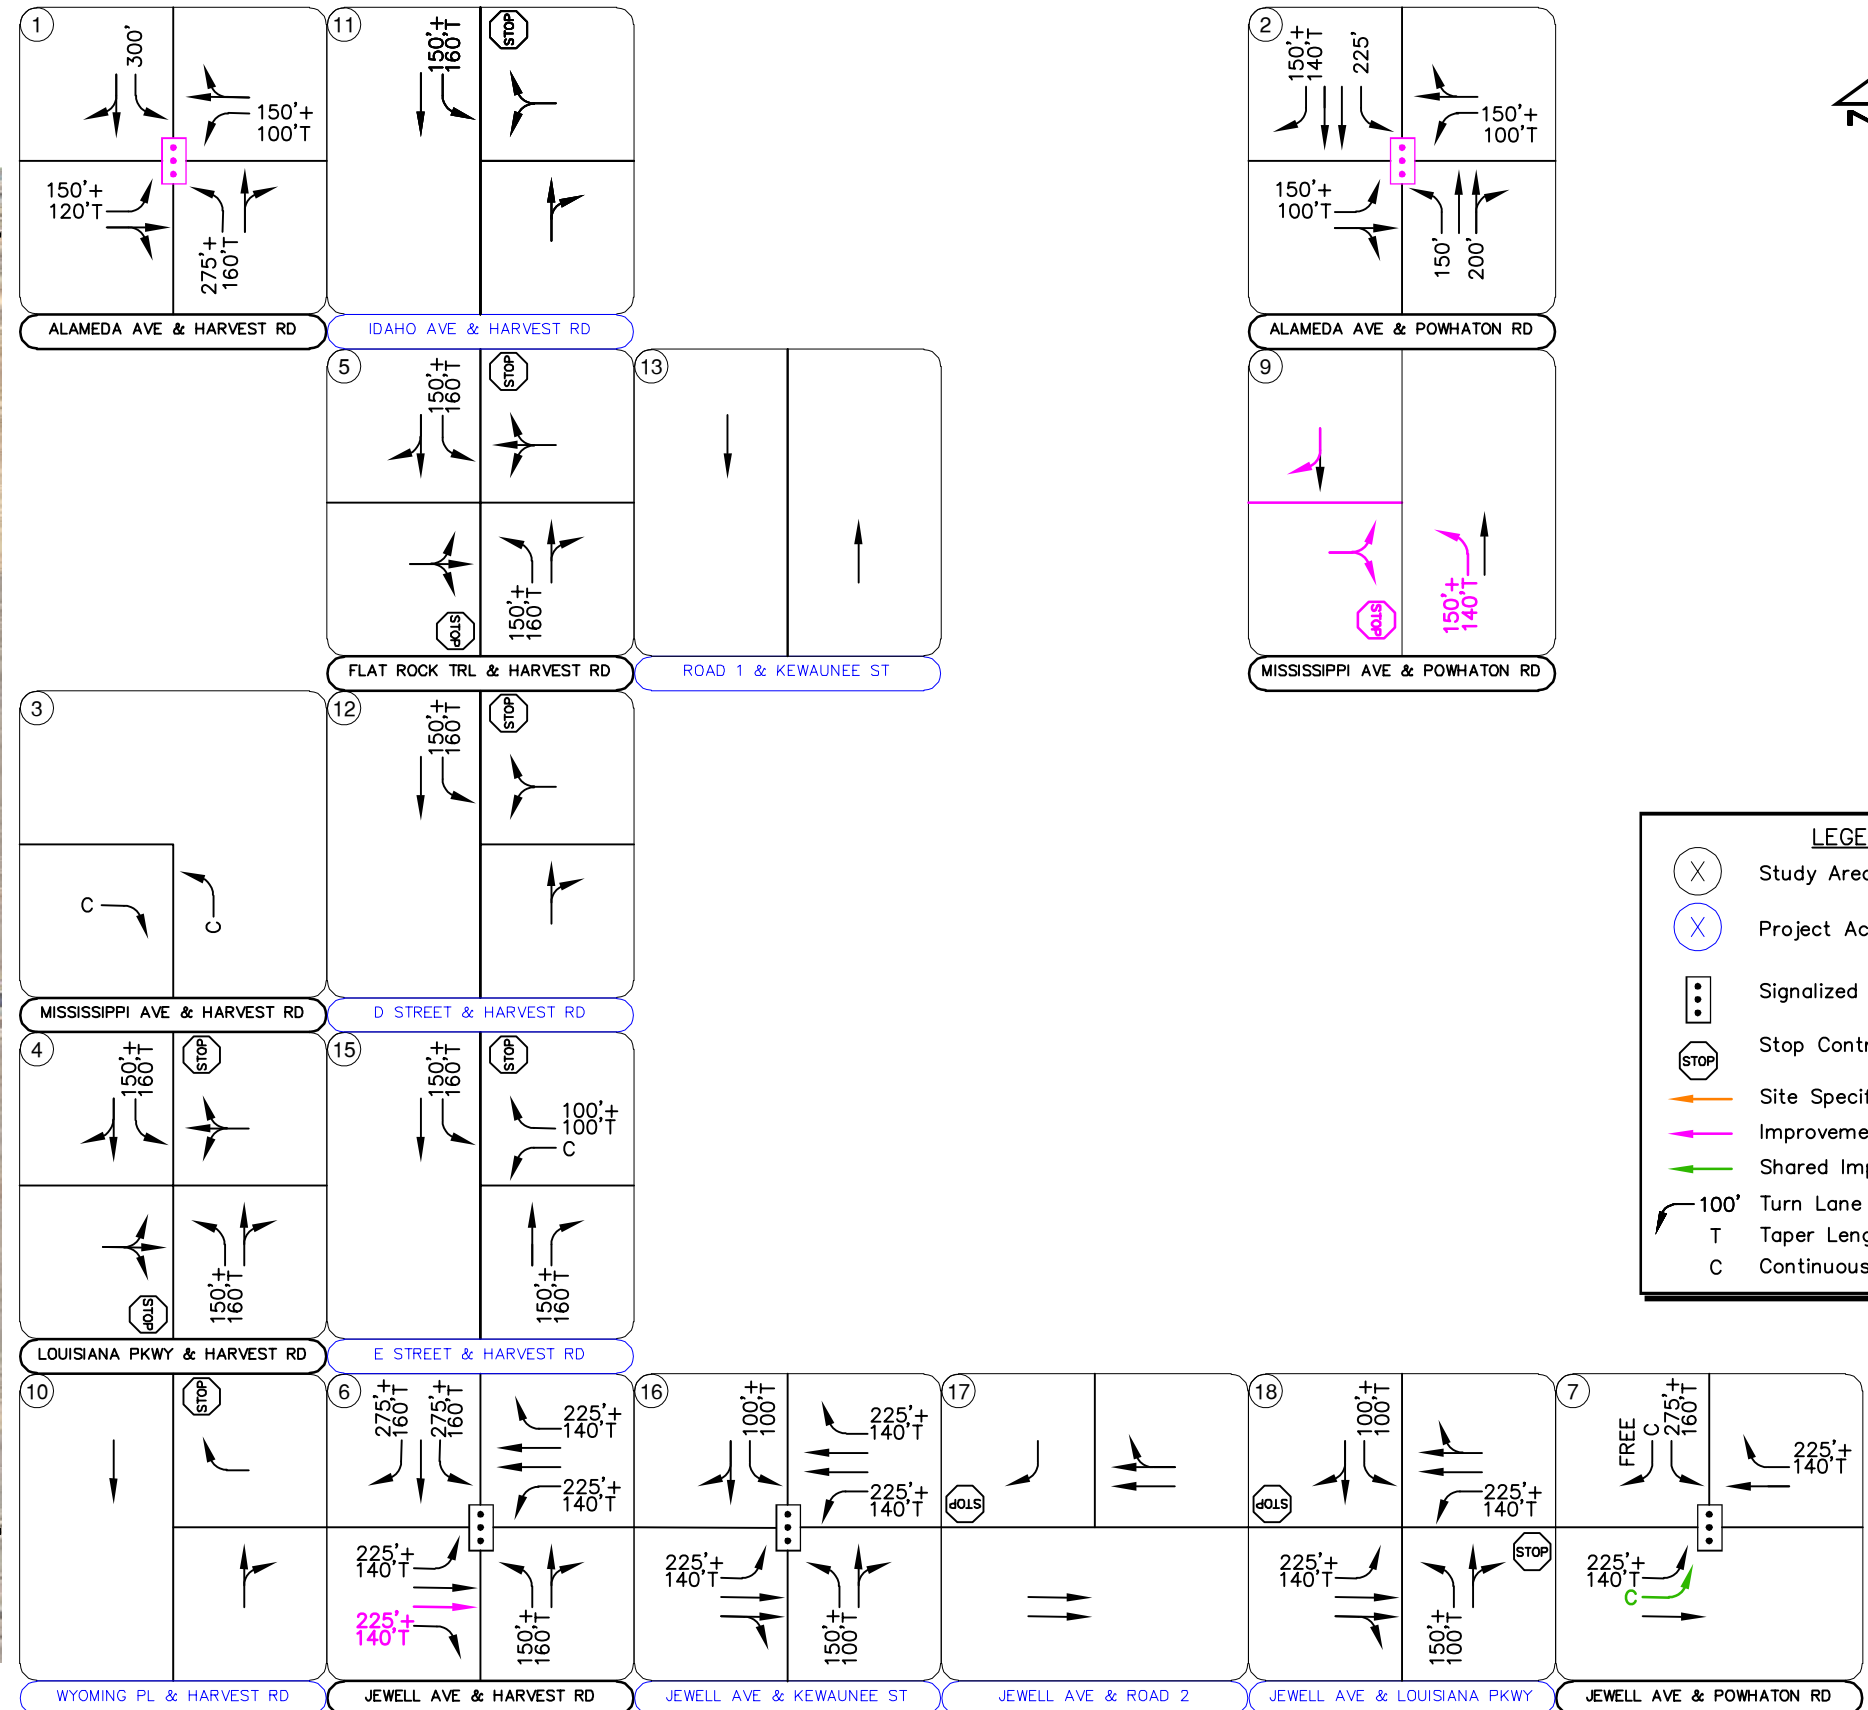 1
300'
150'+
100'T
150'+
120'T
275'+
160'T
ALAMEDA AVE & HARVEST RD
11
150'+
160'T
STOP
IDAHO AVE & HARVEST RD
2
150'+
140'T
225'
150'+
100'T
150'+
100'T
150'
200'
ALAMEDA AVE & POWHATON RD
5
150'+
160'T
STOP
150'+
160'T
STOP
FLAT ROCK TRL & HARVEST RD
13
ROAD 1 & KEWAUNEE ST
9
150'+
140'T
STOP
MISSISSIPPI AVE & POWHATON RD
3
C
C
MISSISSIPPI AVE & HARVEST RD
12
150'+
160'T
STOP
D STREET & HARVEST RD
4
150'+
160'T
STOP
150'+
160'T
STOP
LOUISIANA PKWY & HARVEST RD
15
150'+
160'T
STOP
100'+
100'T
C
150'+
160'T
E STREET & HARVEST RD
LEGE
X Study Area
X Project Ac
Signalized
STOP Stop Contr
Site Specif
Improveme
Shared Imp
100' Turn Lane
T Taper Leng
C Continuous
10
STOP
WYOMING PL & HARVEST RD
6
275'+
160'T
275'+
160'T
225'+
140'T
225'+
140'T
225'+
140'T
225'+
140'T
150'+
160'T
JEWELL AVE & HARVEST RD
16
100'+
100'T
225'+
140'T
225'+
140'T
225'+
140'T
150'+
100'T
JEWELL AVE & KEWAUNEE ST
17
STOP
JEWELL AVE & ROAD 2
18
100'+
100'T
STOP
225'+
140'T
225'+
140'T
STOP
150'+
100'T
JEWELL AVE & LOUISIANA PKWY
7
FREE
C
275'+
160'T
225'+
140'T
225'+
140'T
C
JEWELL AVE & POWHATON RD